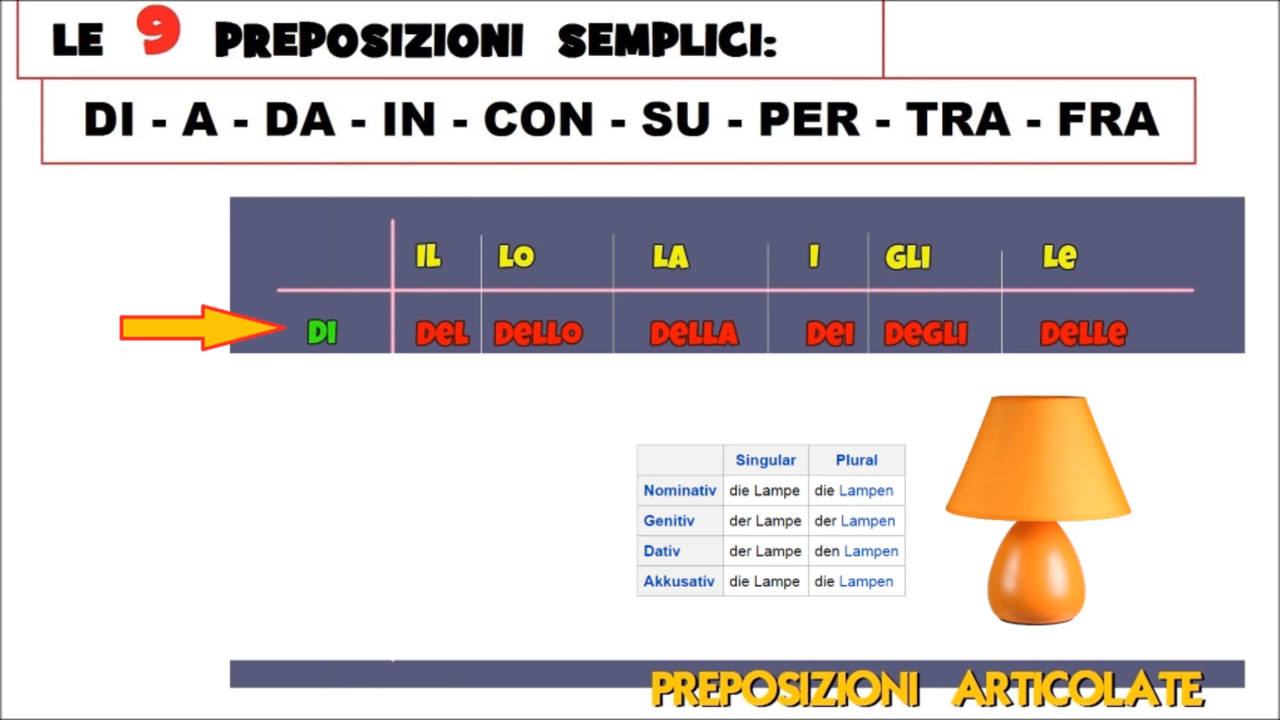 LE 9 PREPOSIZIONI SEMPLICI:
DI - A - DA - IN - CON - SU - PER - TRA - FRA
IL LO LA I GLI Le
DI DeL DeLLO DeLLA DeI DeGLI DeLLe
Singular Plural
Nominativ die Lampe die Lampen
Genitiv der Lampe der Lampen
Dativ der Lampe den Lampen
Akkusativ die Lampe die Lampen
PREPOSIZIONI ARTICOLATE